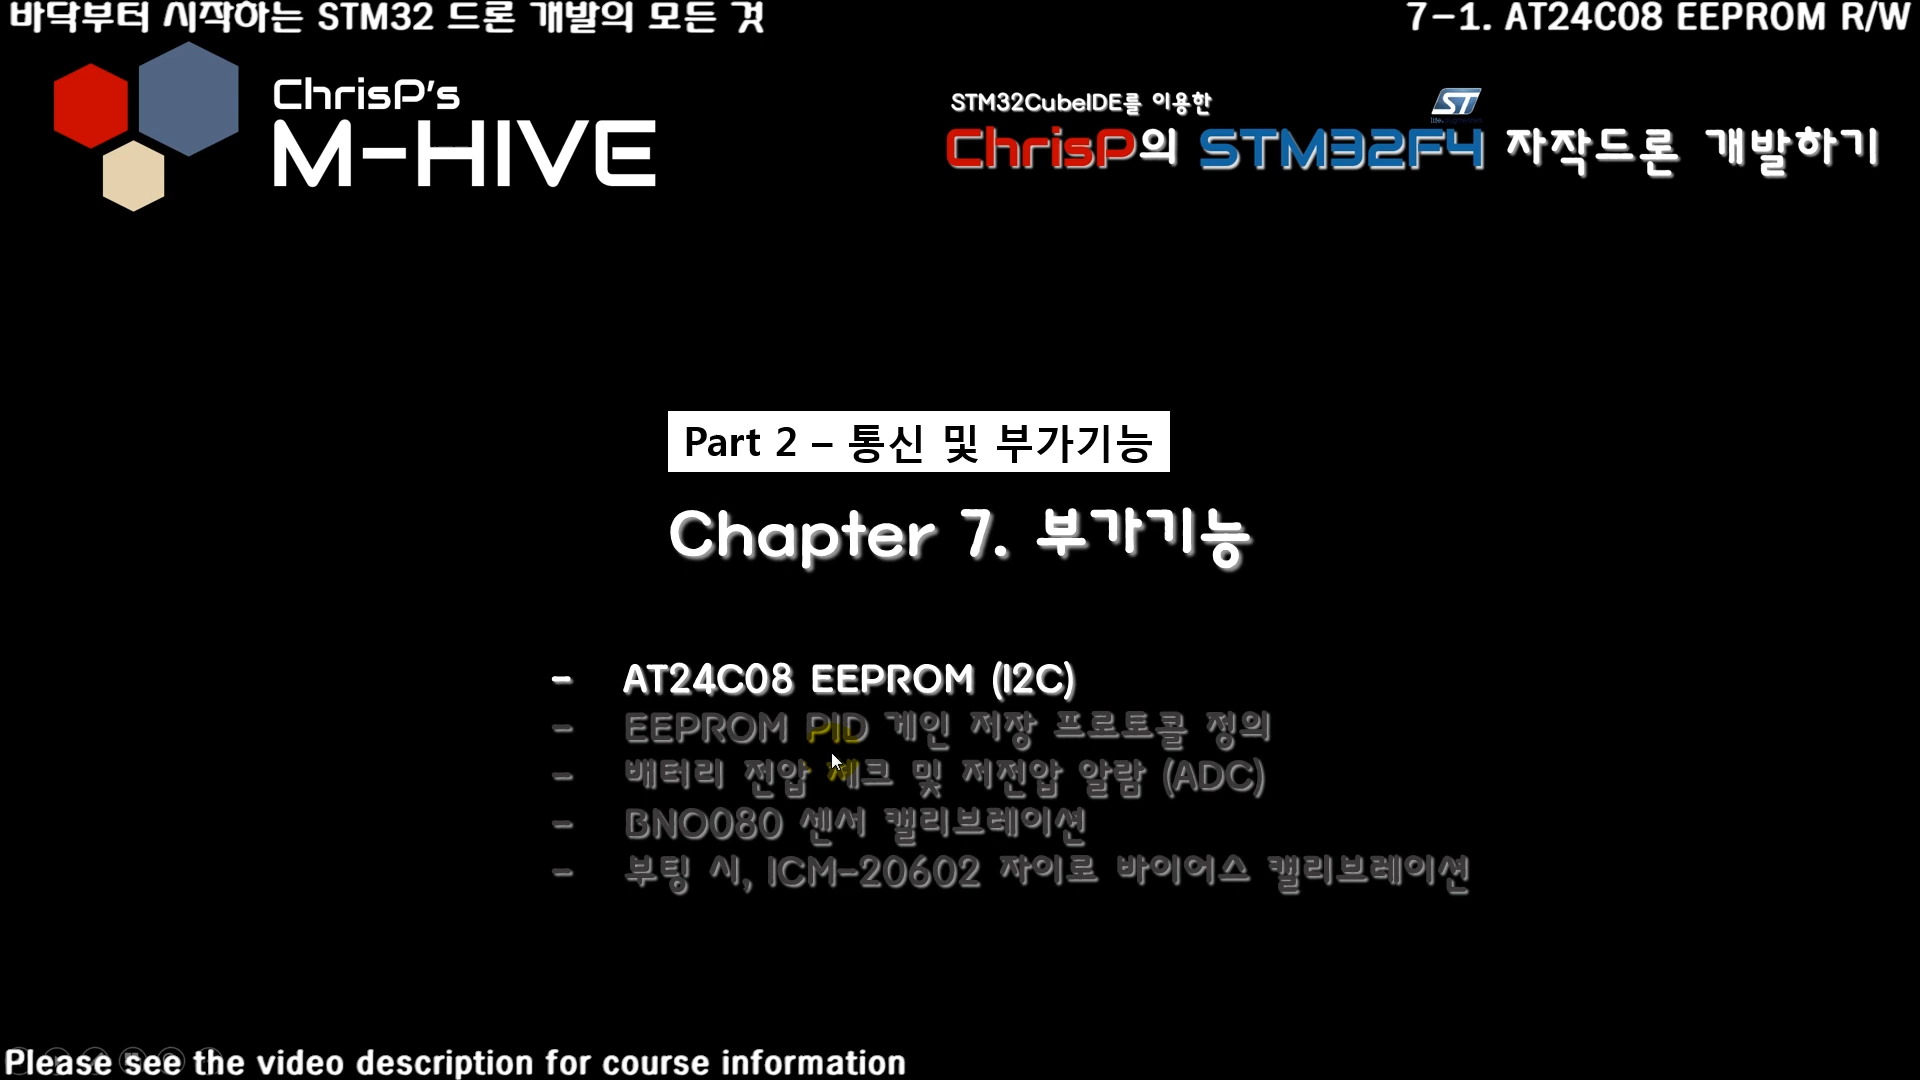 바닥부터 시작하는 STM32 드론 개발의 모든 것
7-1. AT24C08 EEPROM R/W
ChrisP's
M-HIVE
STM32CubeIDE를 이용한
ST
ChrisP의 STM32F4 자작드론 개발하기
Part 2 – 통신 및 부가기능
Chapter 7. 부가기능
- AT24C08 EEPROM (I2C)
- EEPROM PID 게인 저장 프로토콜 정의
- 배터리 전압 체크 및 저전압 알람 (ADC)
- BNO080 센서 캘리브레이션
- 부팅 시, ICM-20602 자이로 바이어스 캘리브레이션
Please see the video description for course information